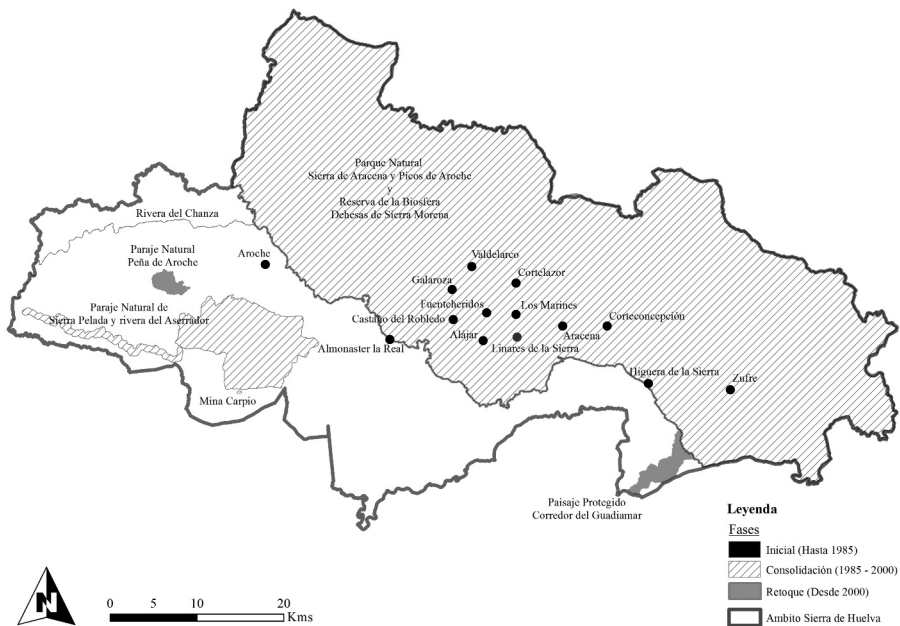 Parque Natural
Sierra de Aracena y Picos de Aroche
y
Reserva de la Biosfera
Dehesas de Sierra Morena
Rivera del Chanza
Paraje Natural
Peña de Aroche
Aroche
Valdelarco
Cortelazor
Galaroza
Fuenteheridos
Los Marines
Paraje Natural de
Sierra Pelada y rivera del Aserrador
Castaño del Robledo
Corteconcepción
Alájar
Aracena
Almonaster la Real
Linares de la Sierra
Higuera de la Sierra
Zufre
Mina Carpio
Paisaje Protegido
Corredor del Guadiamar
Leyenda
Fases
Inicial (Hasta 1985)
Consolidación (1985 - 2000)
Retoque (Desde 2000)
Ambito Sierra de Huelva
N
0 5 10 20
Kms